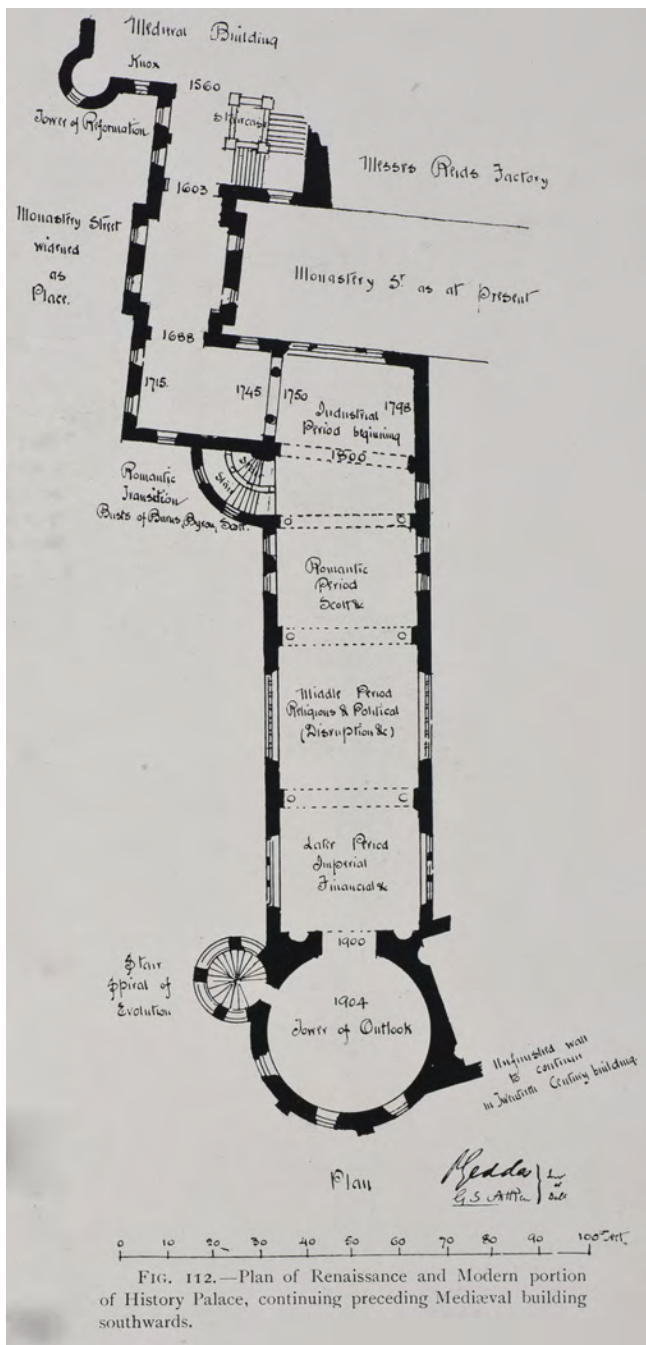 Mediæval Building
Knox
1560
Staircase
Tower of Reformation
Messrs Reids Factory
1603
Monastery Street
widened
as
Place.
Monastery St. as at Present
1688
1715.
1745
1750
1798
Industrial
Period begining
1800
Stair
Romantic
Transition
Busts of Burns, Byron, Scott.
Romantic
Period
Scott &c
Middle Period
Religious & Political
(Disruption &c)
Later Period
Imperial
Financial &c
1900
Stair
Spiral of
Evolution
1904
Tower of Outlook
Unfinished wall
to continue
in Twentieth Century building.
Plan
PGeddes
G.S. Aitken
0 10 20 30 40 50 60 70 80 90 100 Feet.
FIG. 112.—Plan of Renaissance and Modern portion
of History Palace, continuing preceding Mediæval building
southwards.